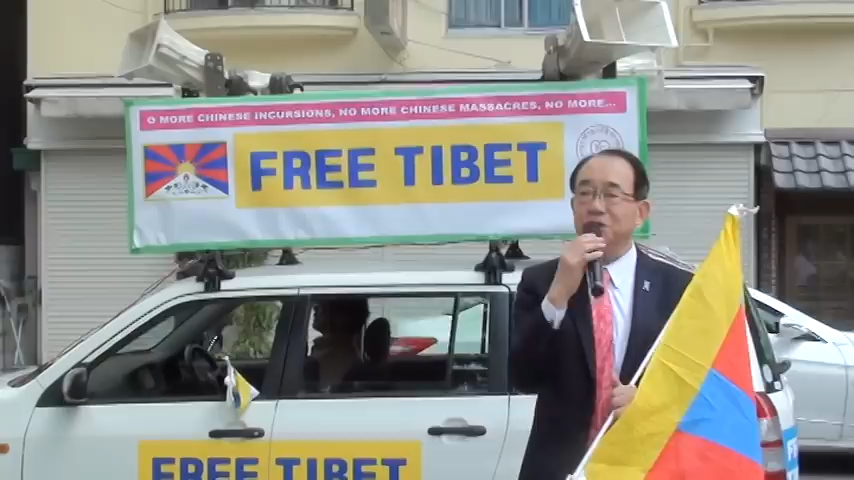 O MORE CHINESE INCURSIONS, NO MORE CHINESE MASSACRES, NO MORE...
FREE TIBET
FREE TIBET